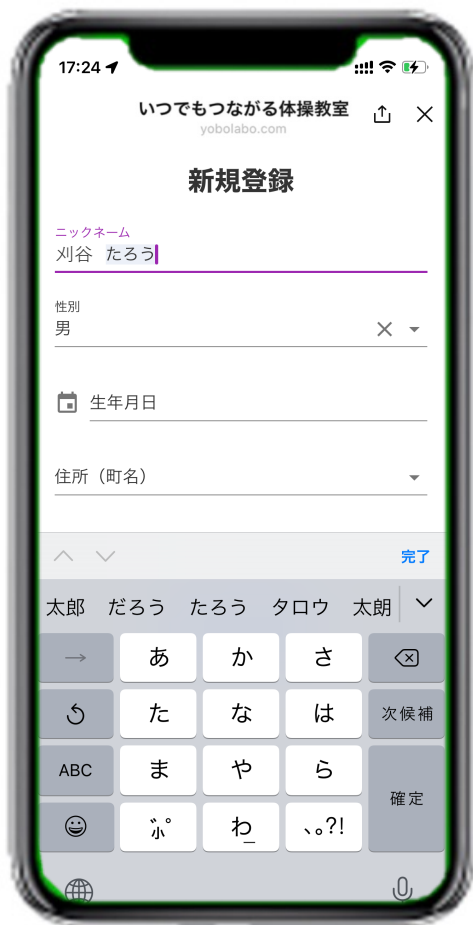 17:24
いつでもつながる体操教室
yobolabo.com
新規登録
ニックネーム
刈谷 たろう
性別
男
生年月日
住所（町名）
完了
太郎 だろう たろう タロウ 太朗
→ あ か さ
た な は 次候補
ABC ま や ら
確定
゛゜小 わ_ 、。?!